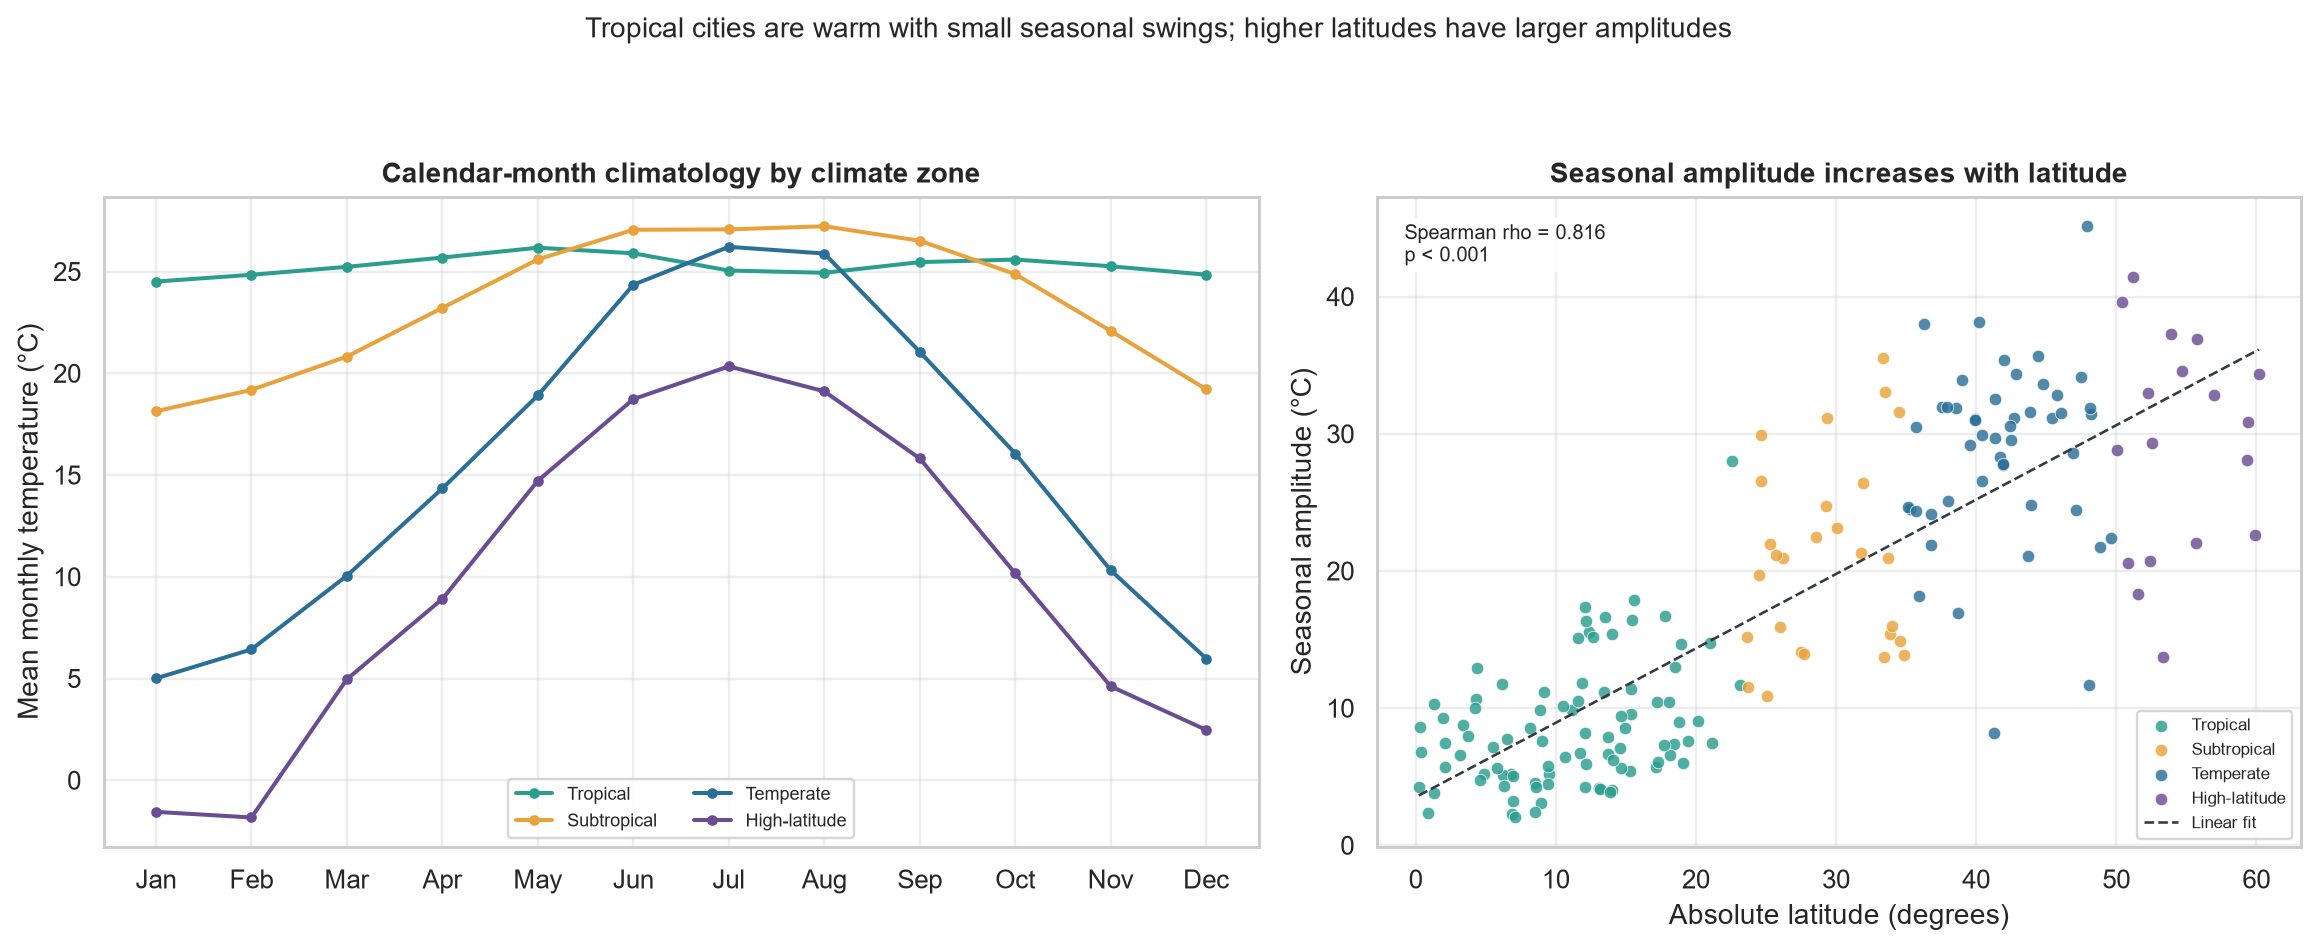 Tropical cities are warm with small seasonal swings; higher latitudes have larger amplitudes
Calendar-month climatology by climate zone
Mean monthly temperature (°C)
25
20
15
10
5
0
Jan Feb Mar Apr May Jun Jul Aug Sep Oct Nov Dec
Tropical
Subtropical
Temperate
High-latitude
Seasonal amplitude increases with latitude
Spearman rho = 0.816
p < 0.001
Seasonal amplitude (°C)
40
30
20
10
0
0 10 20 30 40 50 60
Absolute latitude (degrees)
Tropical
Subtropical
Temperate
High-latitude
Linear fit